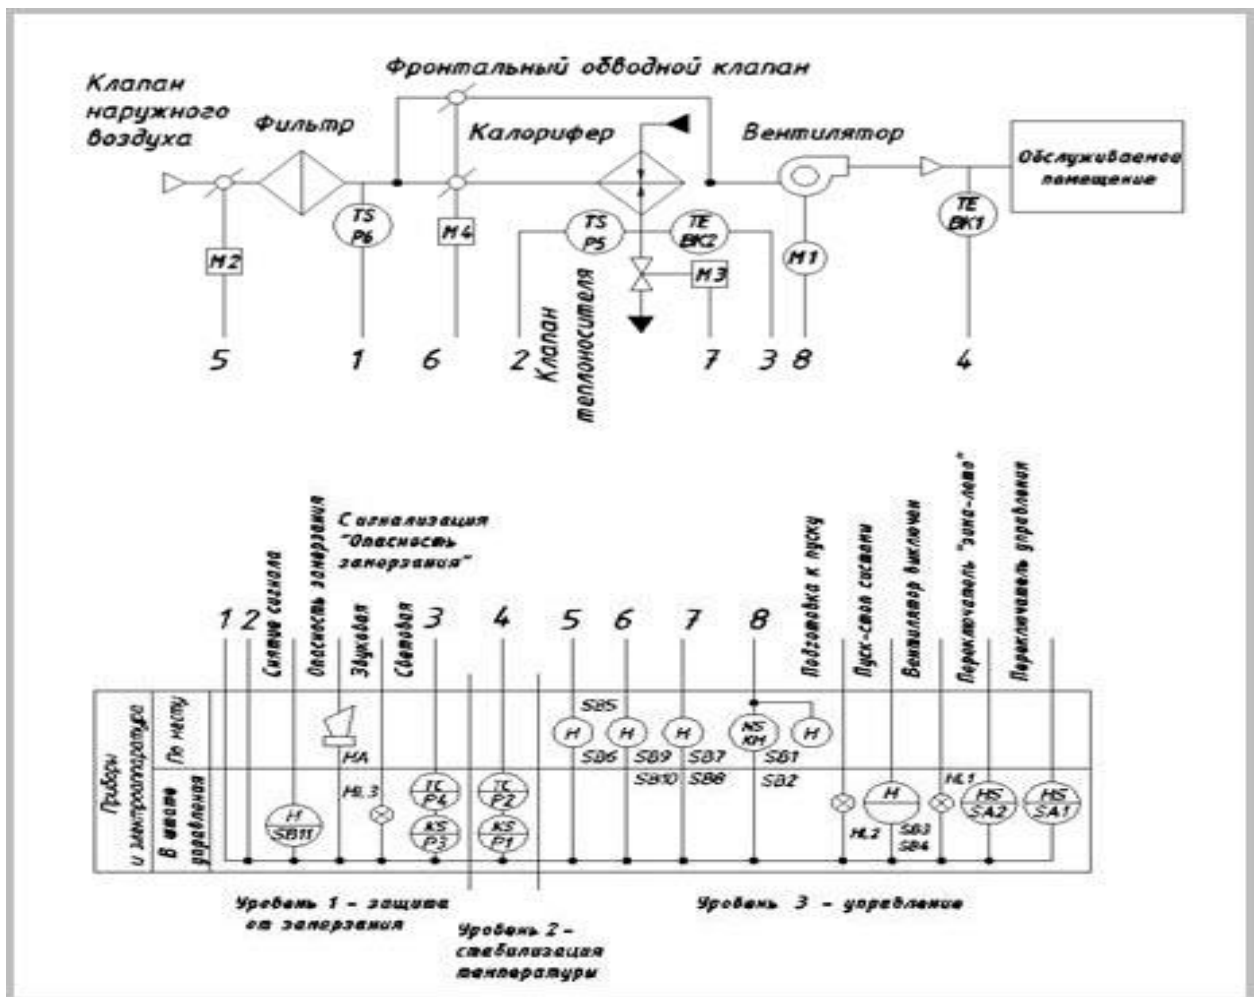 Фронтальный обводной клапан
Клапан
наружного
воздуха
Фильтр
Калорифер
Вентилятор
Обслуживаемое
помещение
TS
P6
M4
TS
P5
TE
BK2
TE
BK1
M2
M3
M1
Клапан
теплоносителя
5
1
6
2
7
3
8
4
Сигнализация
"Опасность
замерзания"
Снятие сигнала
Опасность замерзания
Звуковая
Световая
Подготовка к пуску
Пуск-стоп системы
Вентилятор включен
Переключатель "зима-лето"
Переключатель управления
1
2
3
4
5
6
7
8
Приборы
и электроаппаратура
По месту
В щите
управления
HA
HL3
H
SB11
TC
P4
KS
P3
TC
P2
KS
P1
SB5
H
H
H
NS
KM
H
SB6
SB9
SB7
SB1
SB10
SB8
SB2
HL1
H
HS
SA2
HS
SA1
HL2
SB3
SB4
Уровень 1 - защита
от замерзания
Уровень 2 -
стабилизация
температуры
Уровень 3 - управление